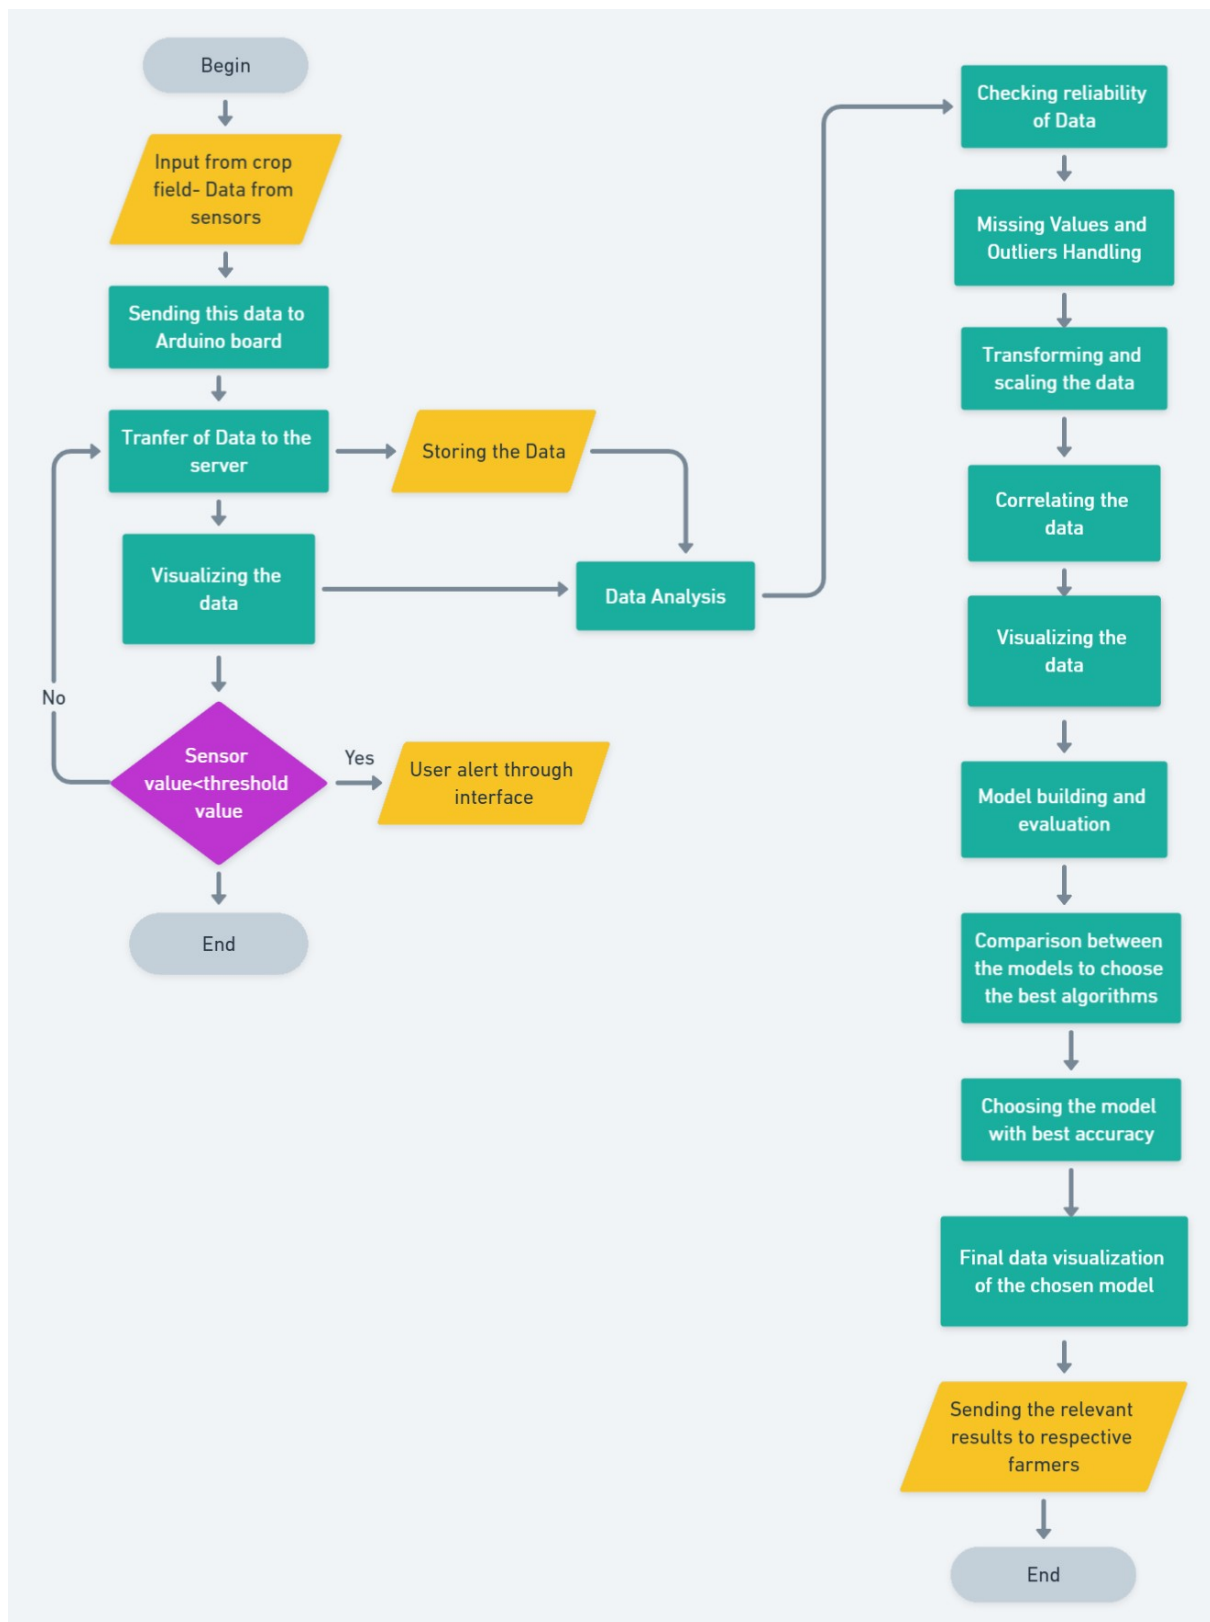 Begin
Input from crop
field- Data from
sensors
Sending this data to
Arduino board
Tranfer of Data to the
server
Storing the Data
Visualizing the
data
Data Analysis
No
Sensor
value<threshold
value
Yes
User alert through
interface
End
Checking reliability
of Data
Missing Values and
Outliers Handling
Transforming and
scaling the data
Correlating the
data
Visualizing the
data
Model building and
evaluation
Comparison between
the models to choose
the best algorithms
Choosing the model
with best accuracy
Final data visualization
of the chosen model
Sending the relevant
results to respective
farmers
End